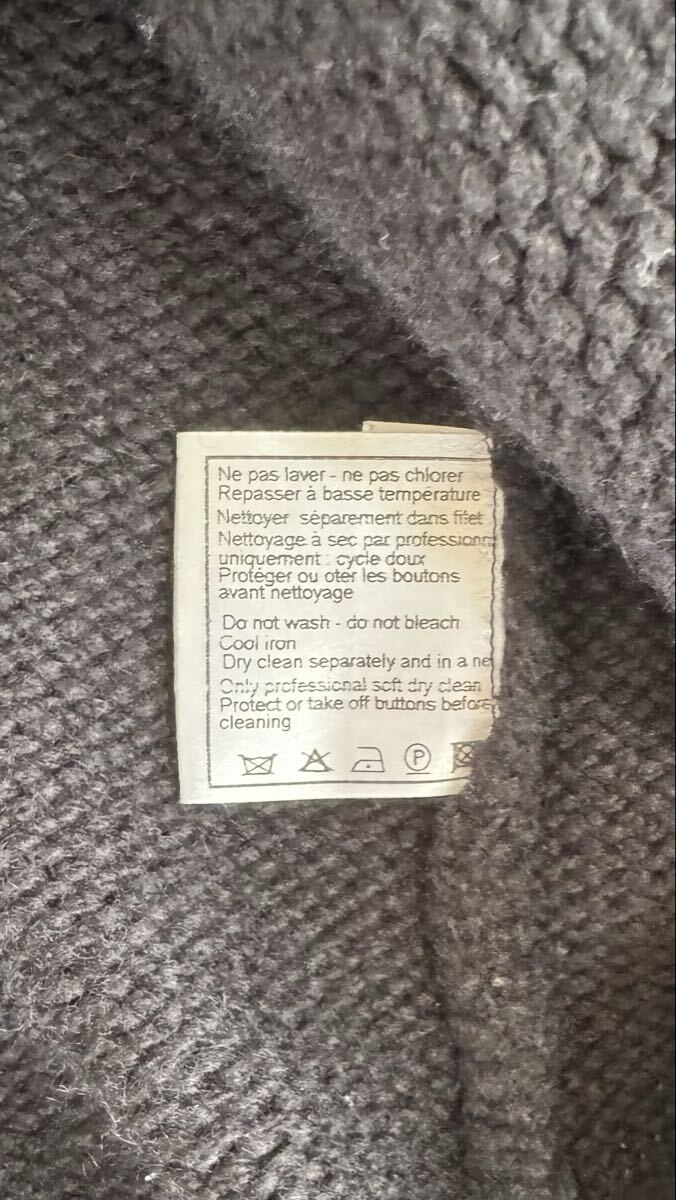 Ne pas laver - ne pas chlorer
Repasser à basse température
Nettoyer séparement dans filet
Nettoyage à sec par professionn
uniquement : cycle doux
Protéger ou oter les boutons
avant nettoyage
Do not wash - do not bleach
Cool iron
Dry clean separately and in a ne
Only professional soft dry clean
Protect or take off buttons before
cleaning
P